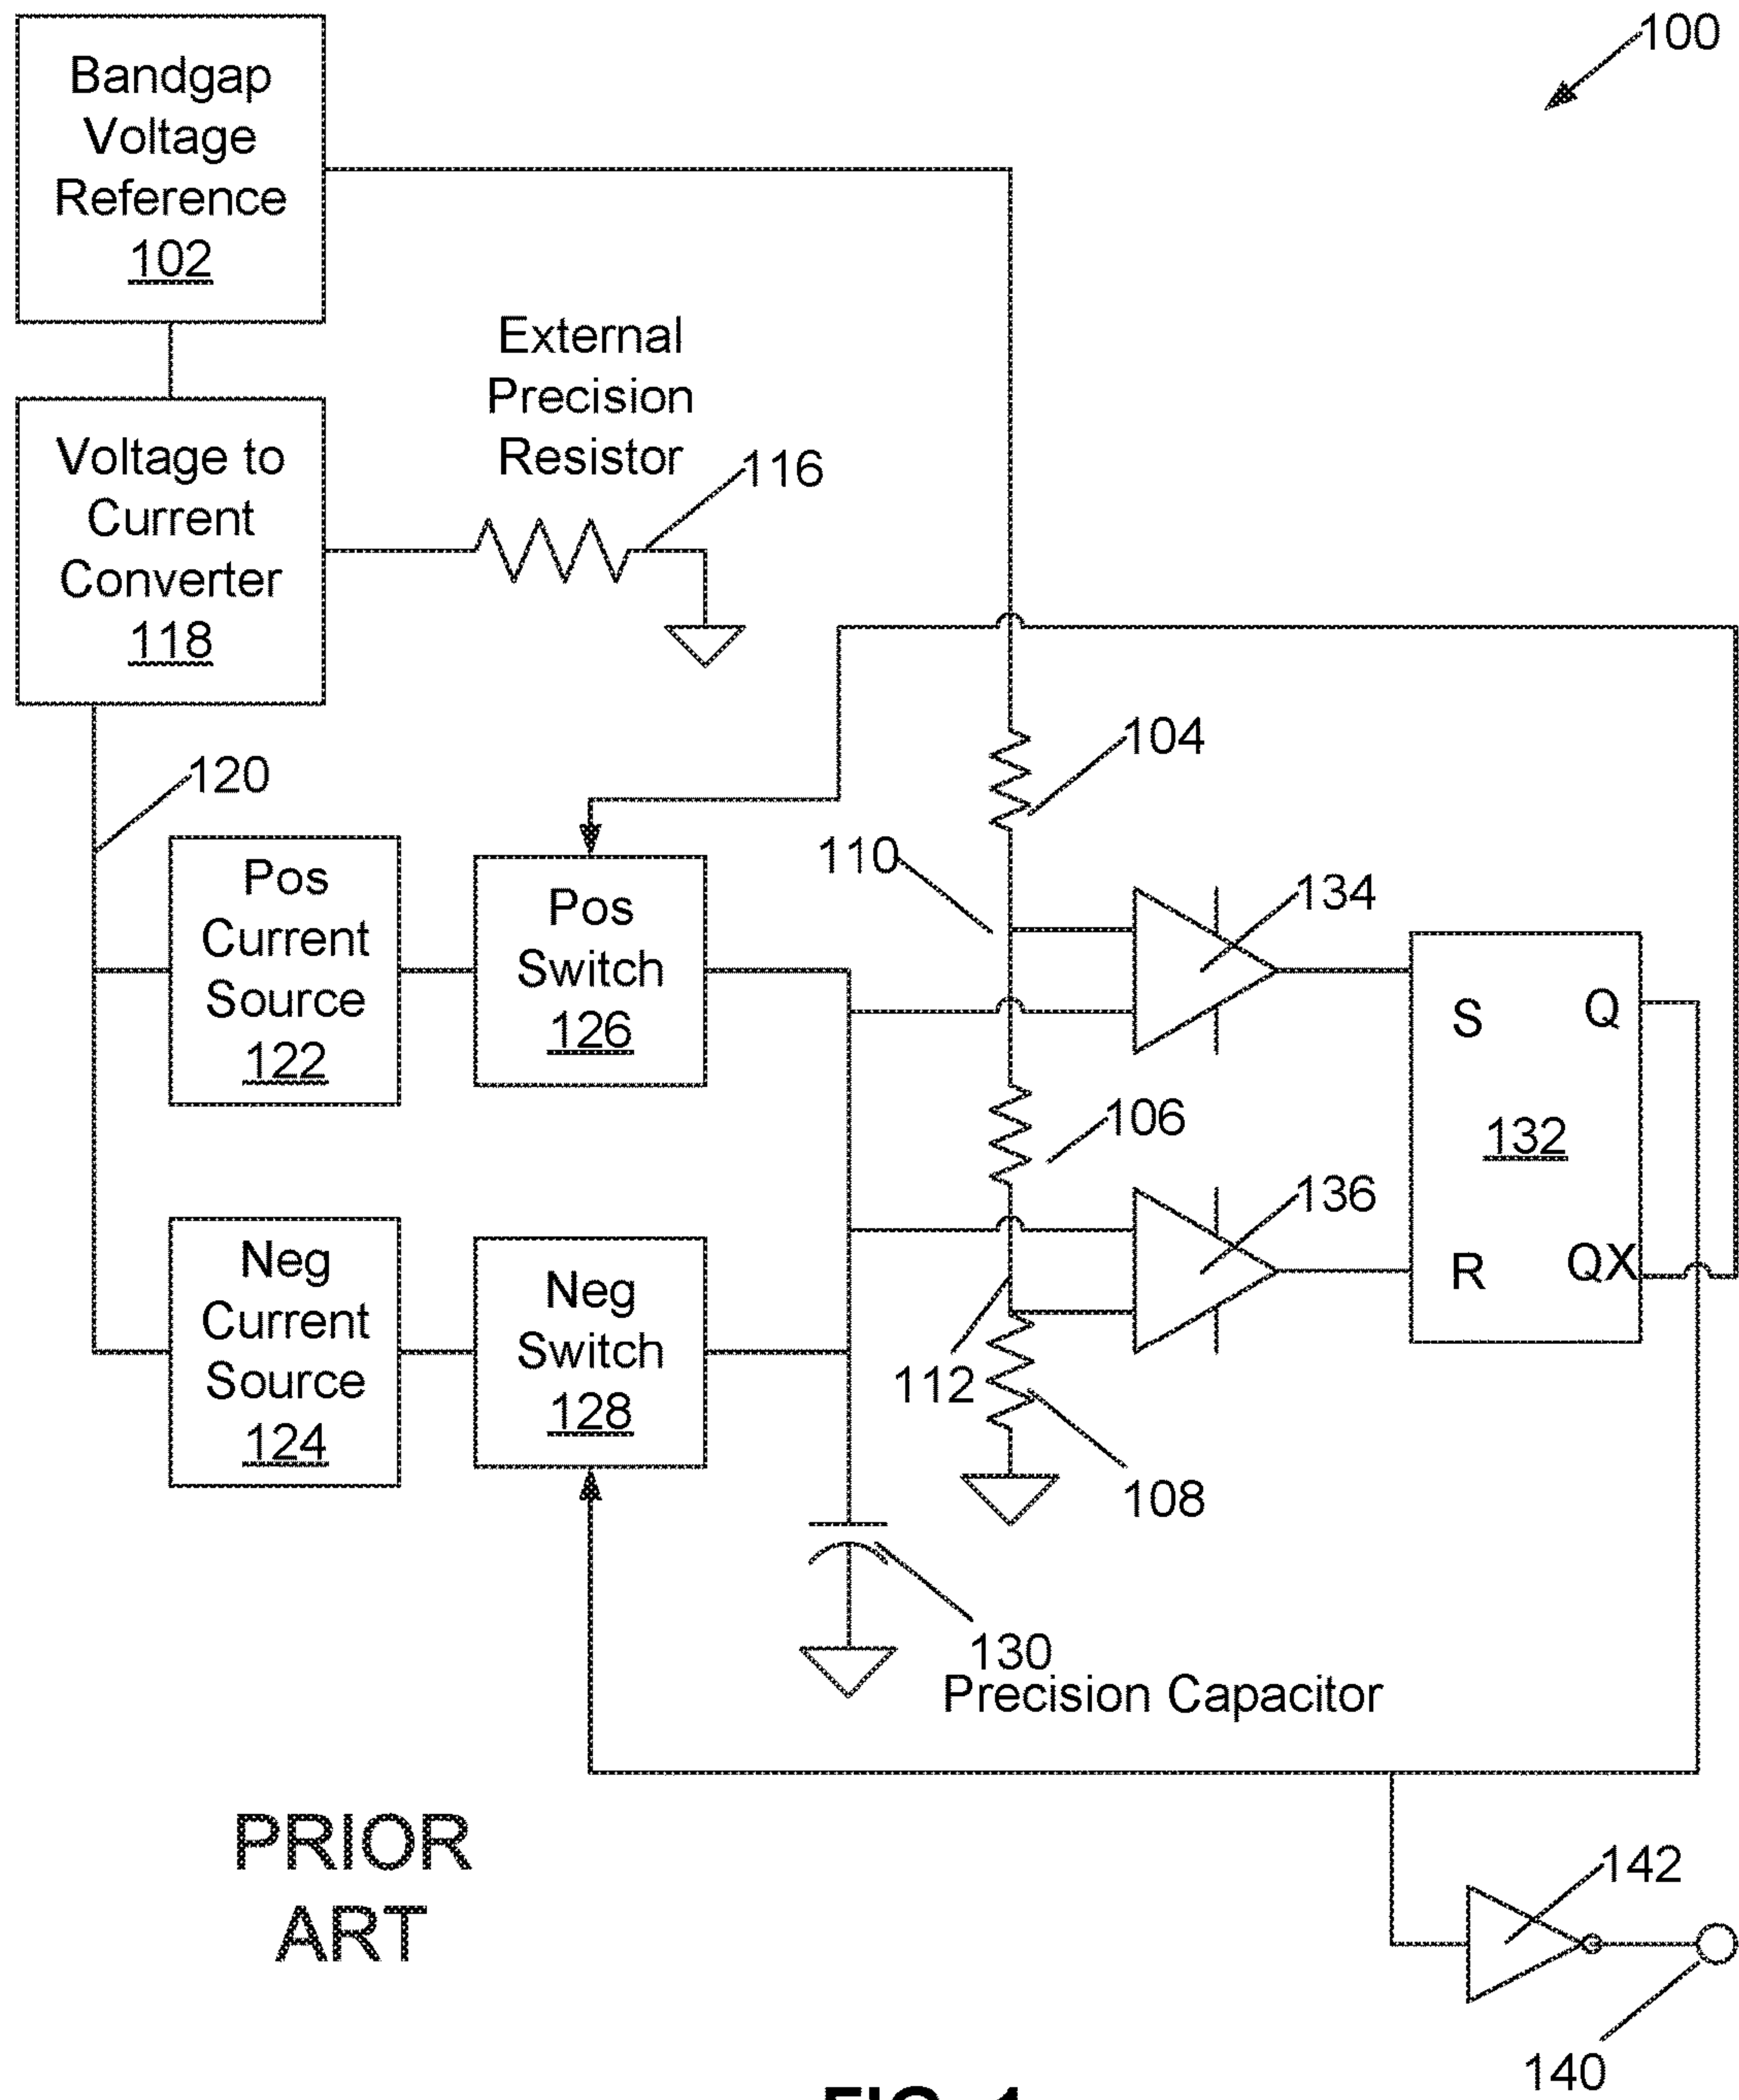 100
Bandgap
Voltage
Reference
102
External
Precision
Resistor
116
Voltage to
Current
Converter
118
104
120
110
134
Pos
Current
Source
122
Pos
Switch
126
S
Q
106
132
136
Neg
Current
Source
124
Neg
Switch
128
R
QX
112
108
130
Precision Capacitor
PRIOR
ART
142
140
FIG. 1